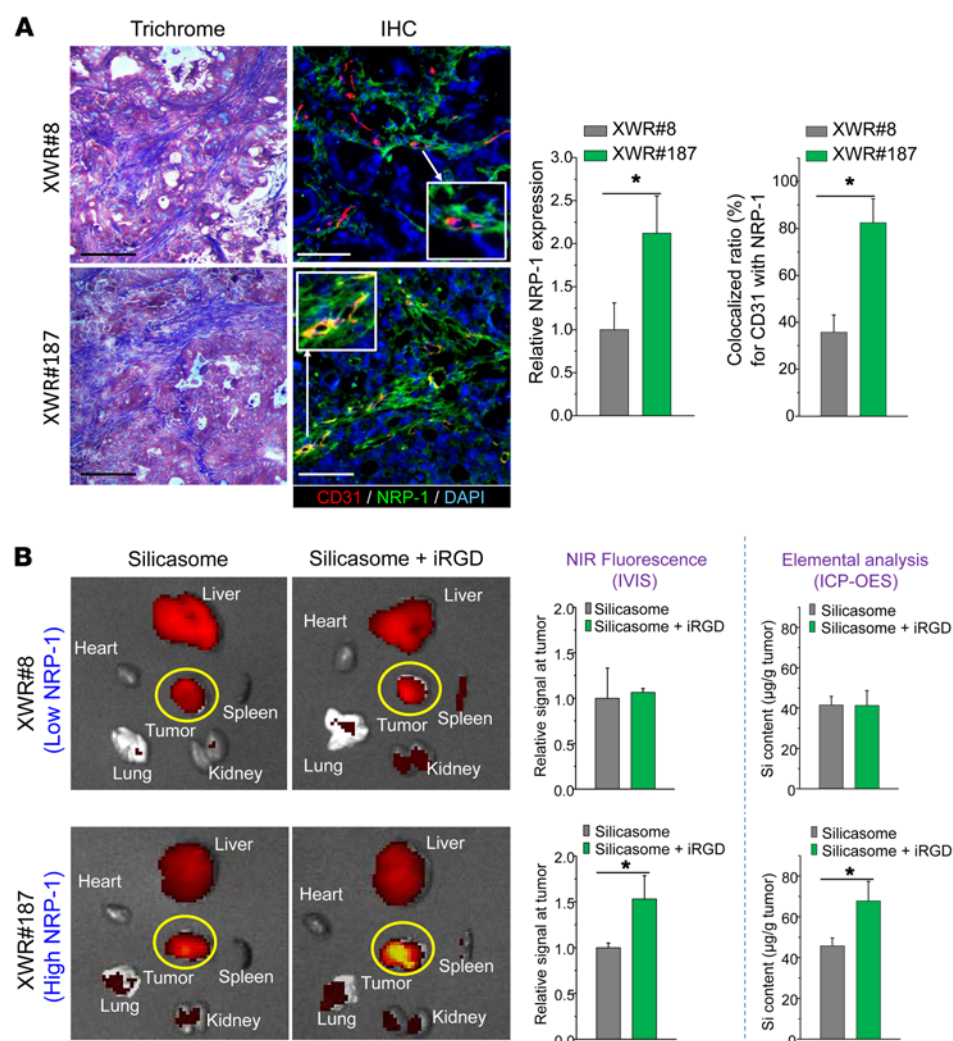 A
Trichrome
IHC
XWR#8
XWR#187
CD31 / NRP-1 / DAPI
XWR#8
XWR#187
Relative NRP-1 expression
3.0
2.5
2.0
1.5
1.0
0.5
0.0
*
XWR#8
XWR#187
Colocalized ratio (%)
for CD31 with NRP-1
100
80
60
40
20
0
*
B
Silicasome
Silicasome + iRGD
NIR Fluorescence
(IVIS)
Elemental analysis
(ICP-OES)
XWR#8
(Low NRP-1)
Liver
Heart
Tumor
Spleen
Lung
Kidney
Liver
Heart
Tumor
Spleen
Lung
Kidney
Silicasome
Silicasome + iRGD
Relative signal at tumor
2.0
1.5
1.0
0.5
0.0
Silicasome
Silicasome + iRGD
Si content (µg/g tumor)
80
60
40
20
0
XWR#187
(High NRP-1)
Liver
Heart
Tumor
Spleen
Lung
Kidney
Liver
Heart
Tumor
Spleen
Lung
Kidney
Silicasome
Silicasome + iRGD
Relative signal at tumor
2.0
1.5
1.0
0.5
0.0
*
Silicasome
Silicasome + iRGD
Si content (µg/g tumor)
80
60
40
20
0
*